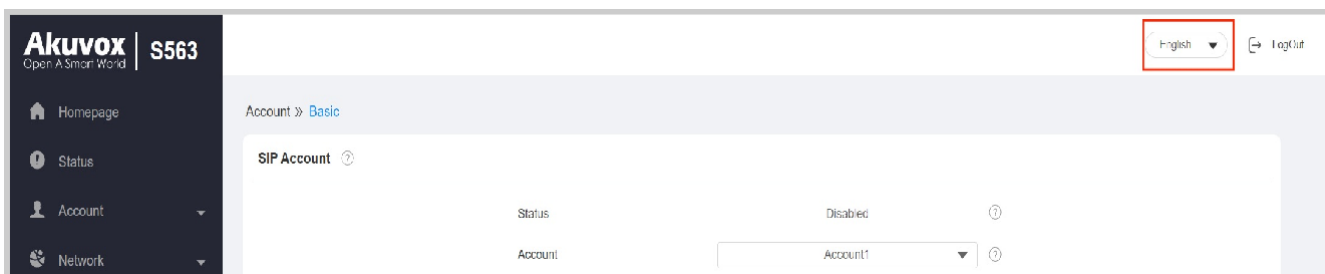 Akuvox S563
Open A Smart World
English
LogOut
Homepage
Account » Basic
Status
SIP Account
Account
Status Disabled
Network
Account Account1